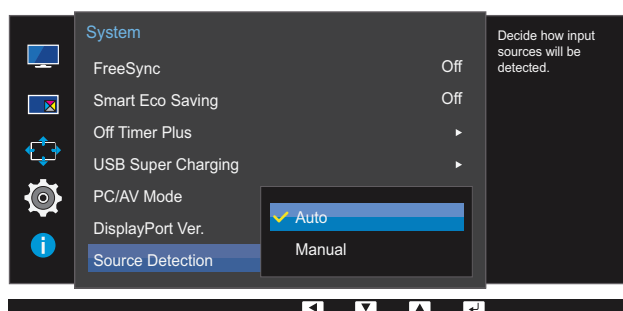 System
FreeSync Off
Smart Eco Saving Off
Off Timer Plus
USB Super Charging
PC/AV Mode
DisplayPort Ver.
Source Detection
Auto
Manual
Decide how input
sources will be
detected.